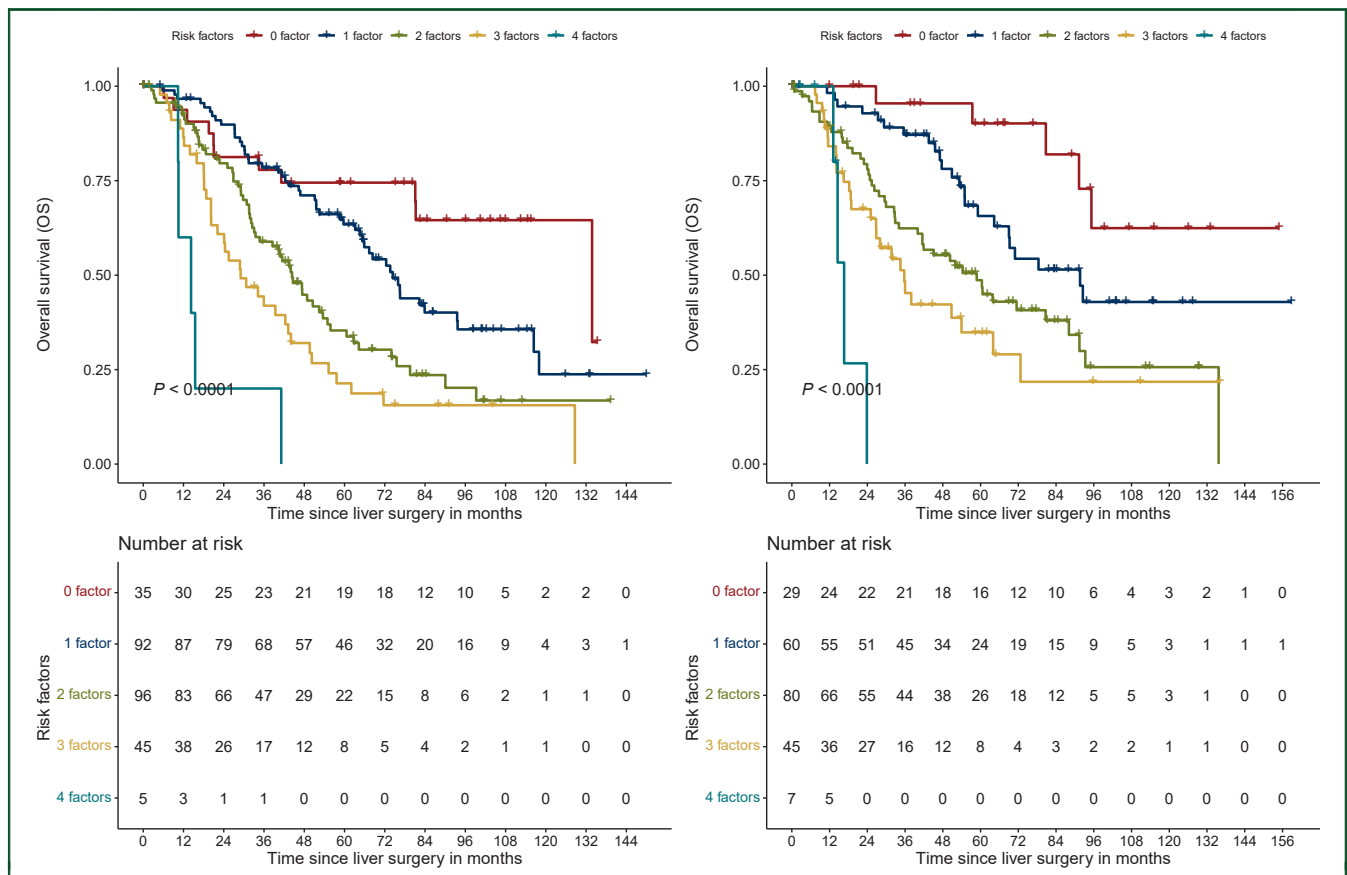 Risk factors 0 factor 1 factor 2 factors 3 factors 4 factors
Overall survival (OS)
1.00
0.75
0.50
0.25
0.00
P < 0.0001
0 12 24 36 48 60 72 84 96 108 120 132 144
Time since liver surgery in months
Number at risk
Risk factors
0 factor 35 30 25 23 21 19 18 12 10 5 2 2 0
1 factor 92 87 79 68 57 46 32 20 16 9 4 3 1
2 factors 96 83 66 47 29 22 15 8 6 2 1 1 0
3 factors 45 38 26 17 12 8 5 4 2 1 1 0 0
4 factors 5 3 1 1 0 0 0 0 0 0 0 0 0
0 12 24 36 48 60 72 84 96 108 120 132 144
Time since liver surgery in months
Risk factors 0 factor 1 factor 2 factors 3 factors 4 factors
Overall survival (OS)
1.00
0.75
0.50
0.25
0.00
P < 0.0001
0 12 24 36 48 60 72 84 96 108 120 132 144 156
Time since liver surgery in months
Number at risk
Risk factors
0 factor 29 24 22 21 18 16 12 10 6 4 3 2 1 0
1 factor 60 55 51 45 34 24 19 15 9 5 3 1 1 1
2 factors 80 66 55 44 38 26 18 12 5 5 3 1 0 0
3 factors 45 36 27 16 12 8 4 3 2 2 1 1 0 0
4 factors 7 5 0 0 0 0 0 0 0 0 0 0 0 0
0 12 24 36 48 60 72 84 96 108 120 132 144 156
Time since liver surgery in months